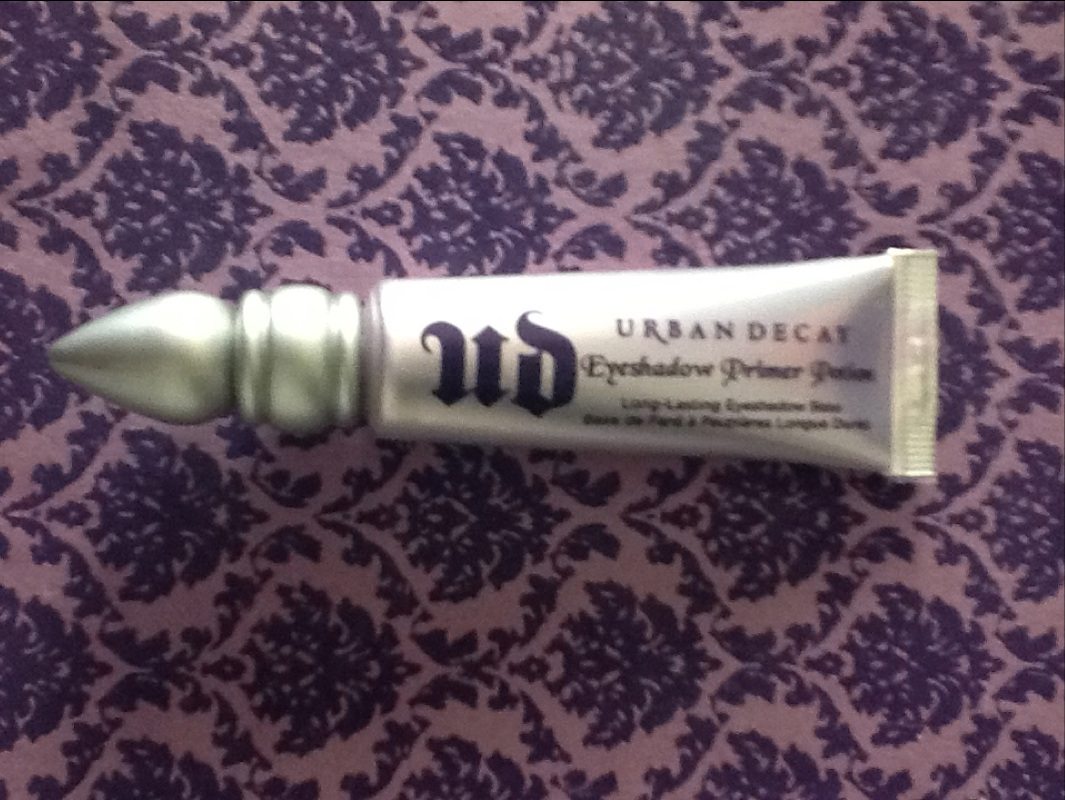 ud
URBAN DECAY
Eyeshadow Primer Potion
Long-Lasting Eyeshadow Base
Base de Fard à Paupières Longue Durée